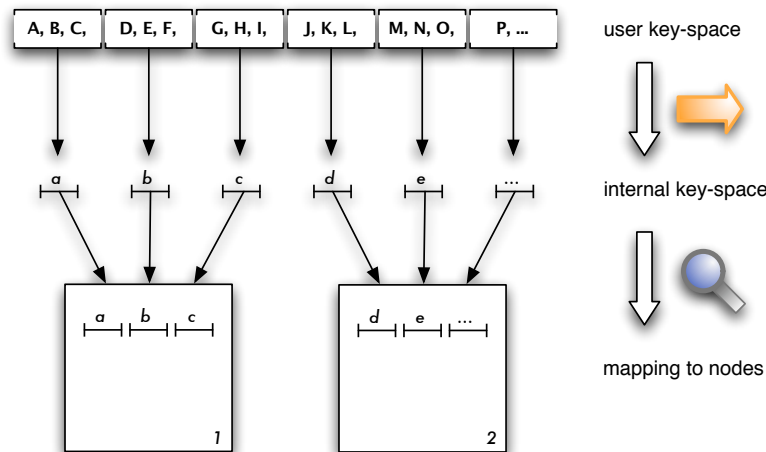 A, B, C, D, E, F, G, H, I, J, K, L, M, N, O, P, ... user key-space
a b c d e ... internal key-space
a b c d e ...
mapping to nodes
1 2